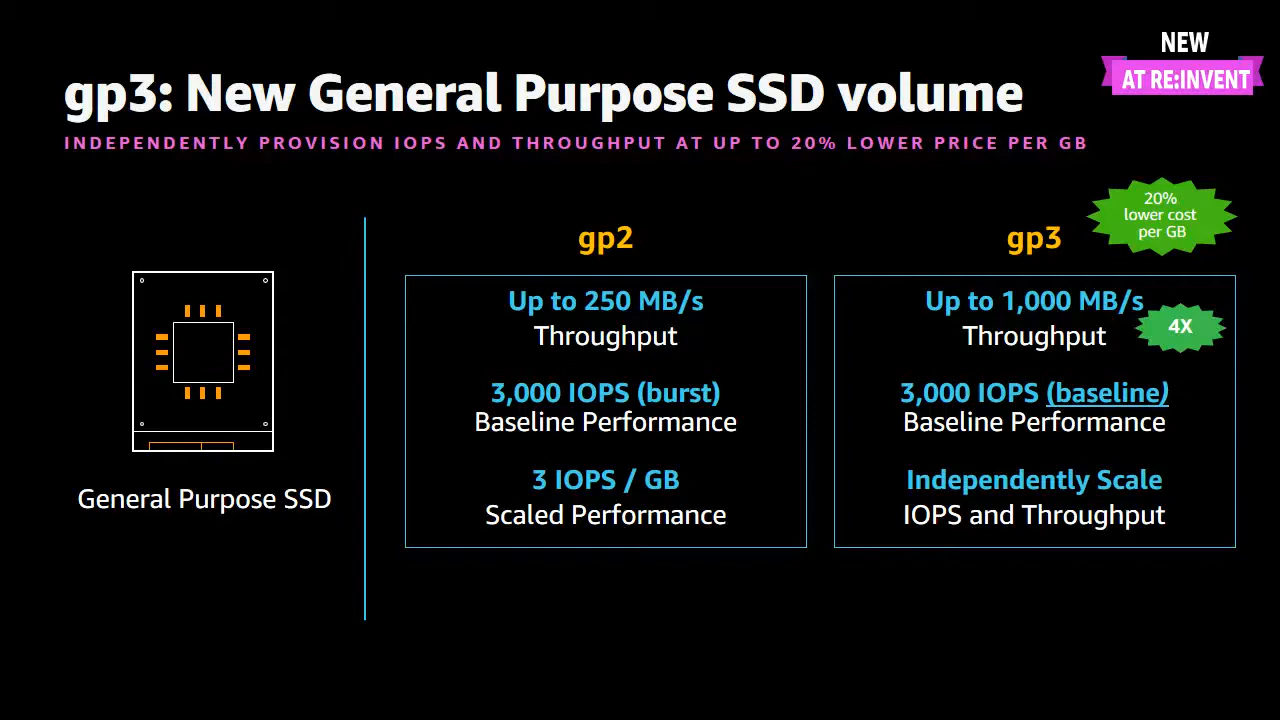 NEW
AT RE:INVENT
gp3: New General Purpose SSD volume
INDEPENDENTLY PROVISION IOPS AND THROUGHPUT AT UP TO 20% LOWER PRICE PER GB
General Purpose SSD
gp2
Up to 250 MB/s
Throughput
3,000 IOPS (burst)
Baseline Performance
3 IOPS / GB
Scaled Performance
gp3
20%
lower cost
per GB
Up to 1,000 MB/s
Throughput
4X
3,000 IOPS (baseline)
Baseline Performance
Independently Scale
IOPS and Throughput